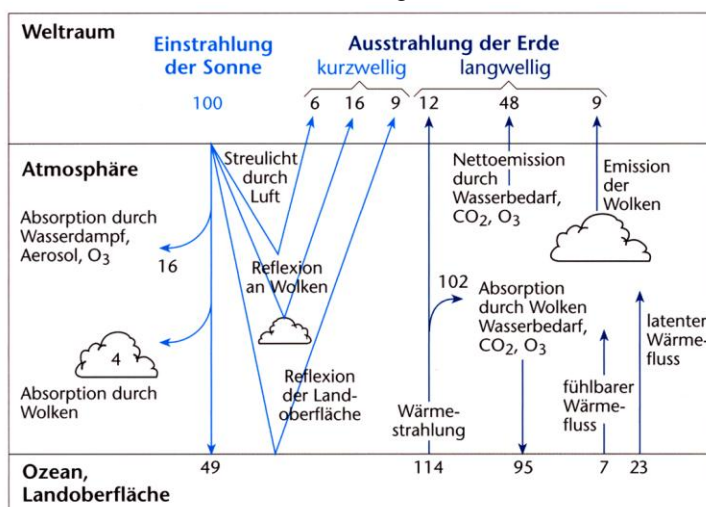 Weltraum
Einstrahlung
der Sonne
100
Ausstrahlung der Erde
kurzwellig
langwellig
6 16 9 12 48 9
Atmosphäre
Streulicht
durch
Luft
Nettoemission
durch
Wasserbedarf,
CO₂, O₃
Emission
der
Wolken
Absorption durch
Wasserdampf,
Aerosol, O₃
16
Reflexion
an Wolken
102
Absorption
durch Wolken
Wasserbedarf,
CO₂, O₃
latenter
Wärme-
fluss
4
Absorption durch
Wolken
Reflexion
der Land-
oberfläche
Wärme-
strahlung
fühlbarer
Wärme-
fluss
Ozean,
Landoberfläche
49 114 95 7 23